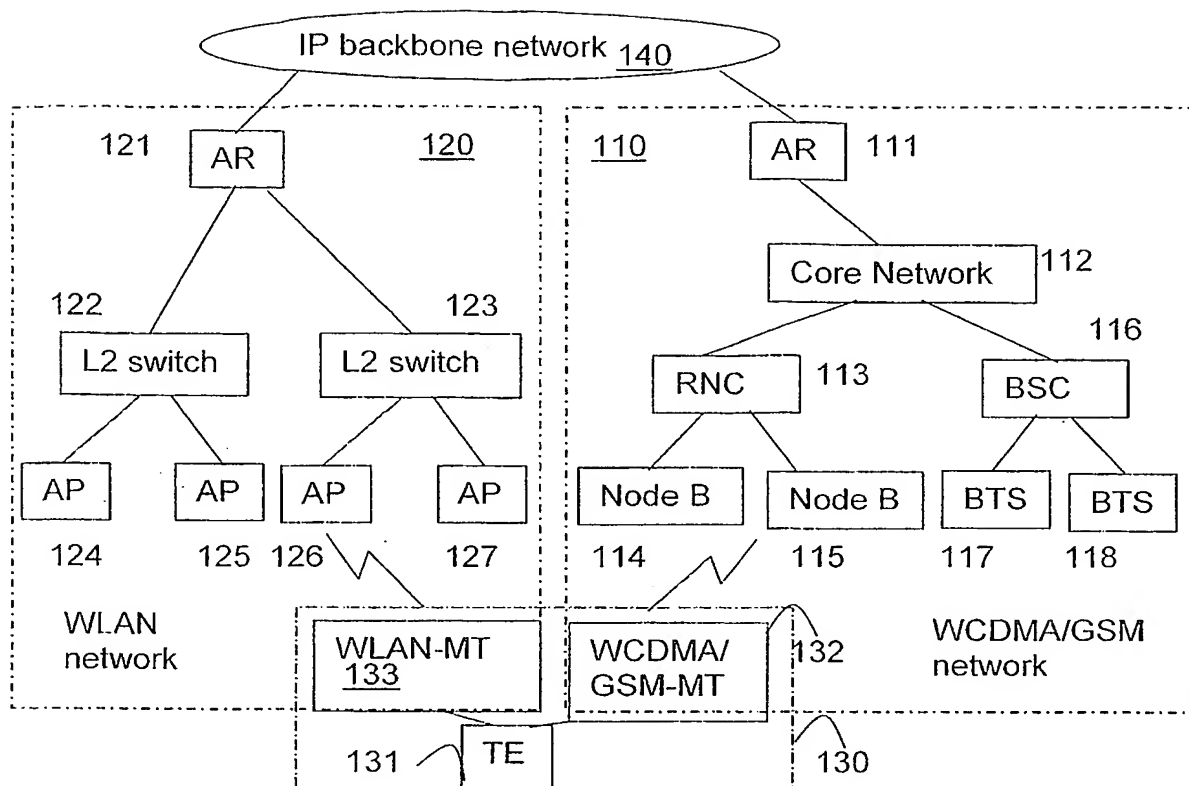 IP backbone network 140
121
AR
120
110
AR
111
Core Network
112
122
123
116
L2 switch
L2 switch
RNC
113
BSC
AP
AP
AP
AP
Node B
Node B
BTS
BTS
124
125
126
127
114
115
117
118
WLAN
network
WLAN-MT
133
WCDMA/
GSM-MT
132
WCDMA/GSM
network
131
TE
130